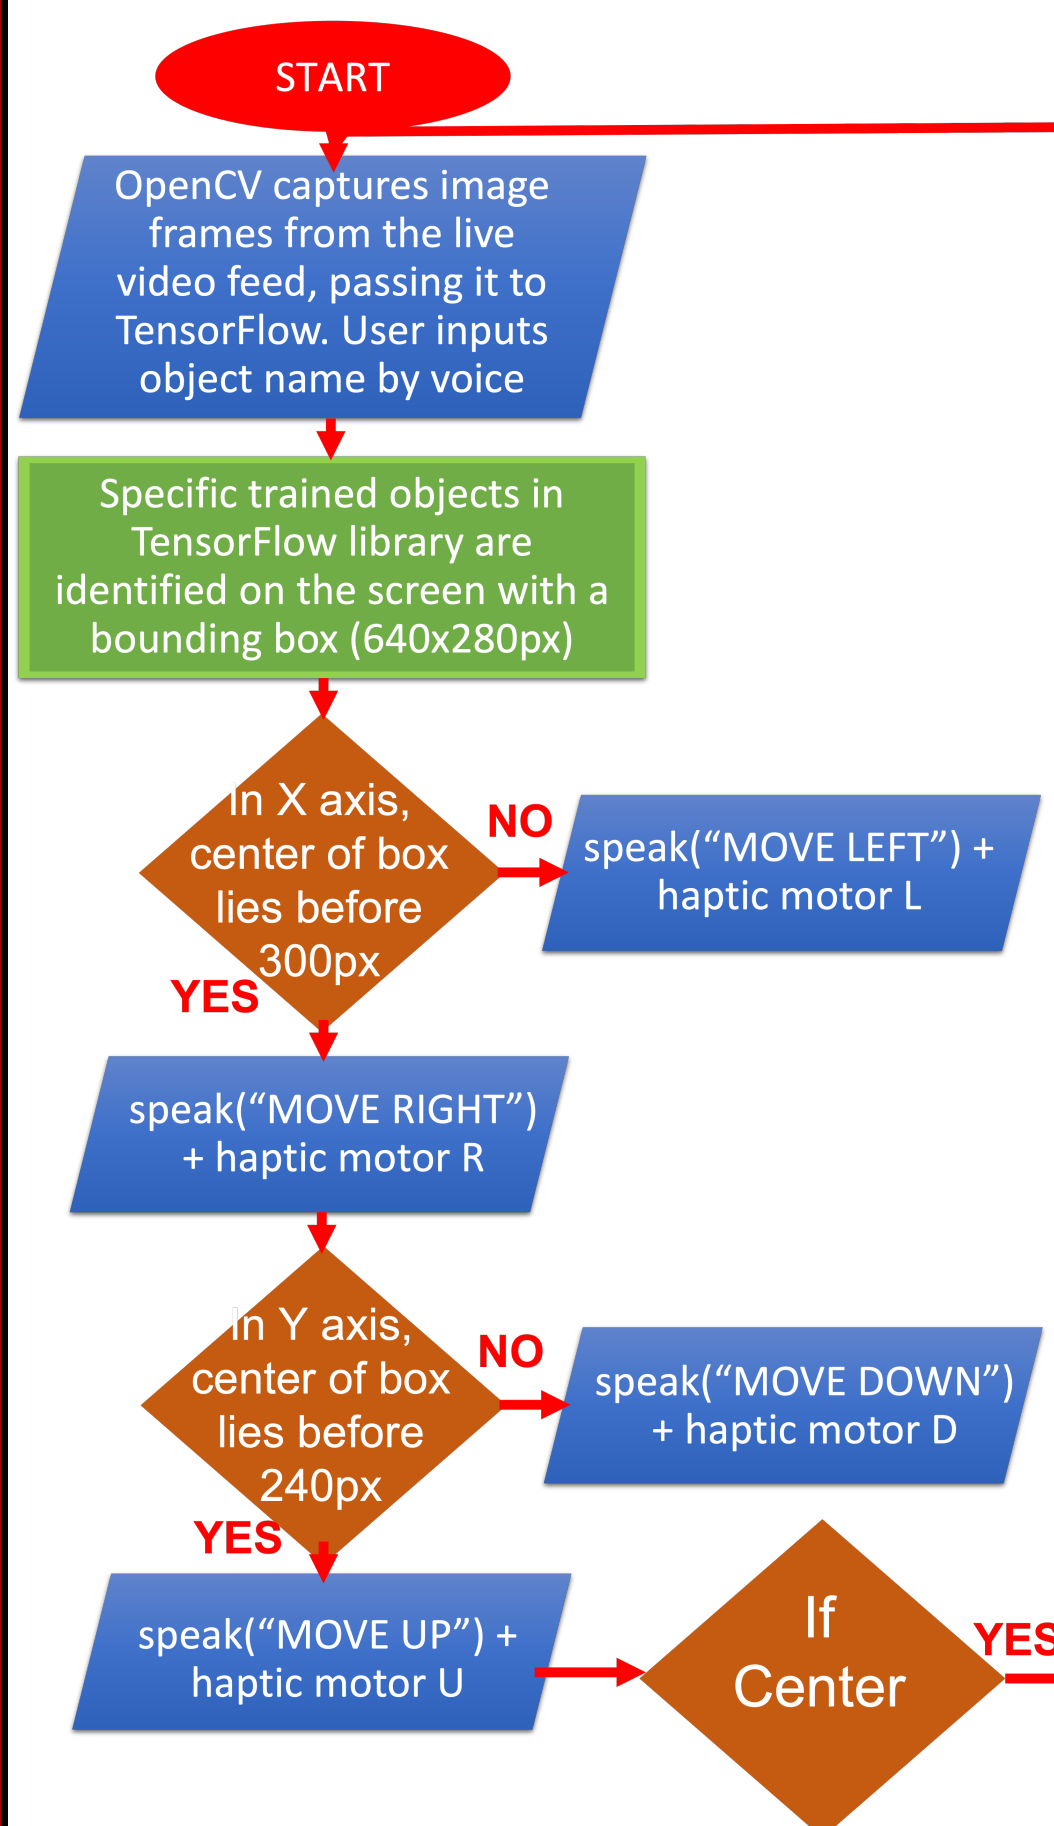 START
OpenCV captures image
frames from the live
video feed, passing it to
TensorFlow. User inputs
object name by voice
Specific trained objects in
TensorFlow library are
identified on the screen with a
bounding box (640x280px)
In X axis,
center of box
lies before
300px
NO
speak(“MOVE LEFT”) +
haptic motor L
YES
speak(“MOVE RIGHT”)
+ haptic motor R
In Y axis,
center of box
lies before
240px
NO
speak(“MOVE DOWN”)
+ haptic motor D
YES
speak(“MOVE UP”) +
haptic motor U
If
Center
YES